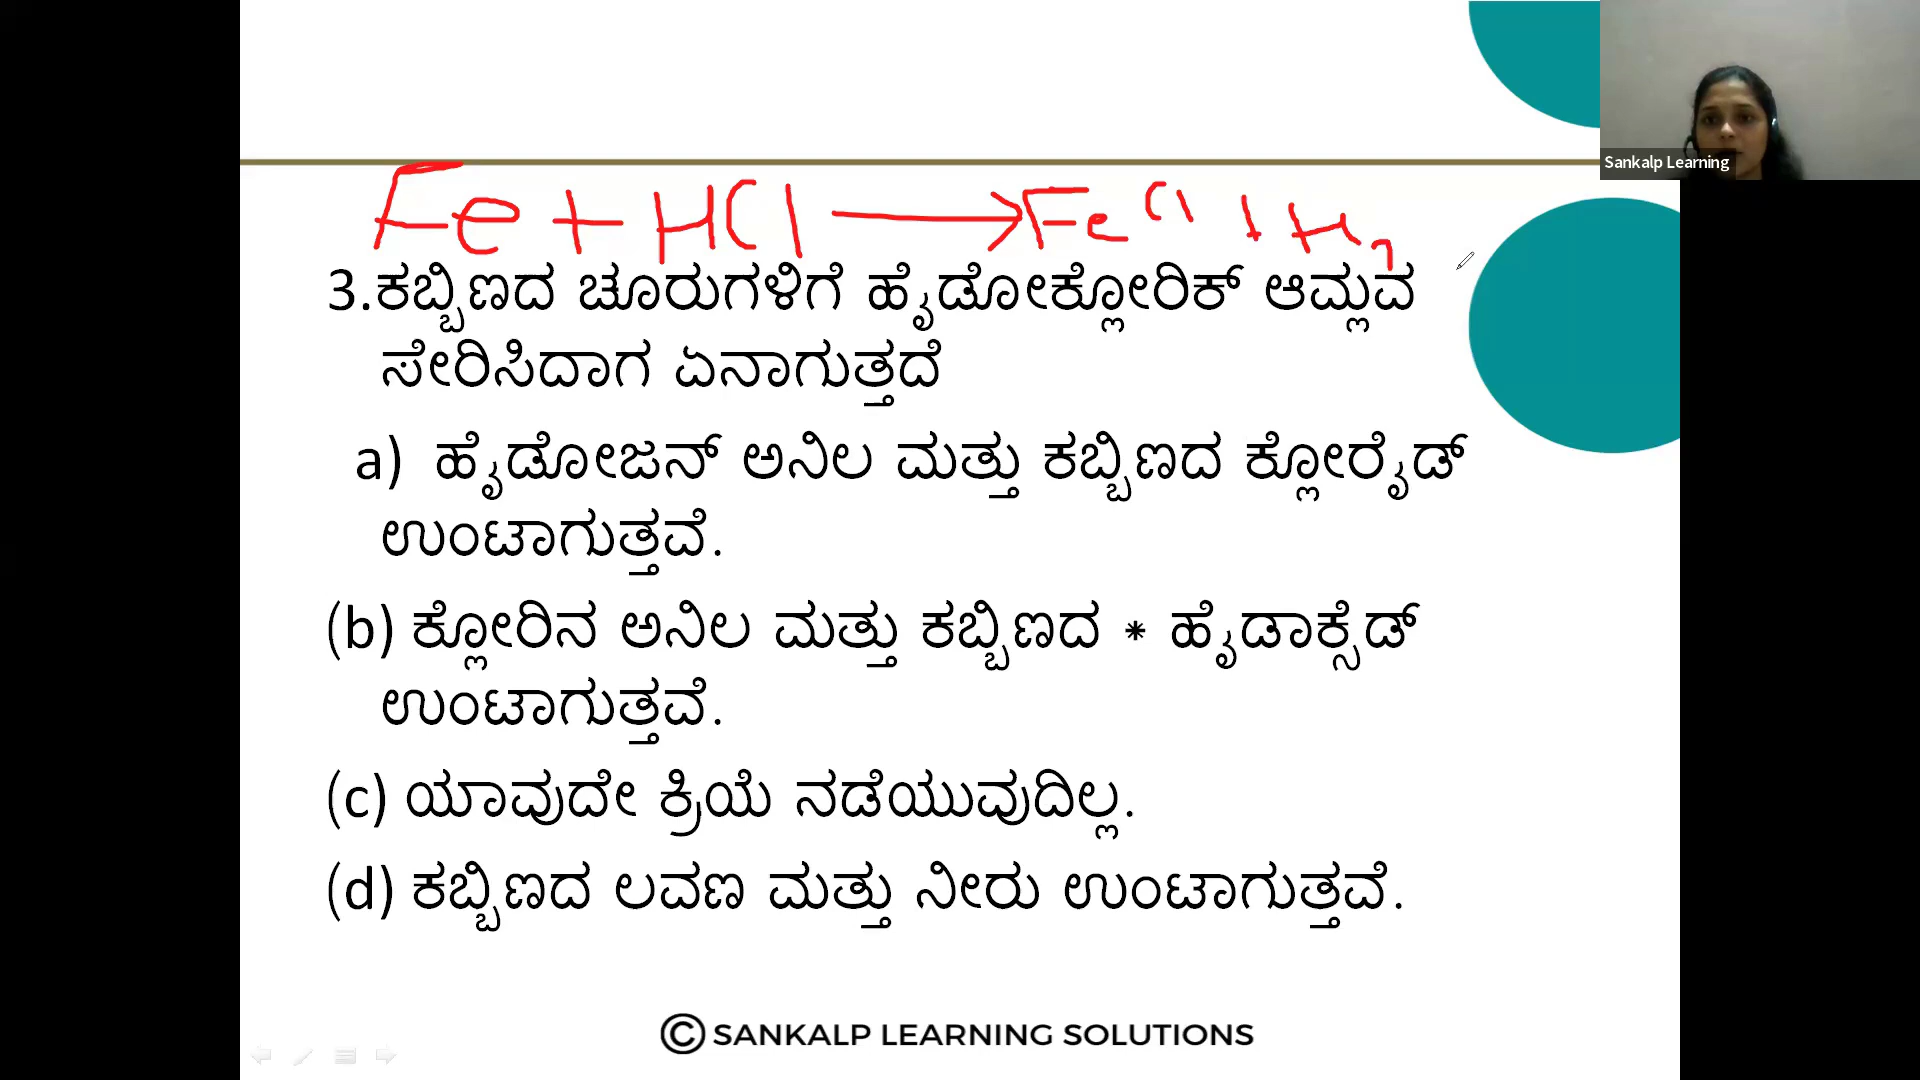 Sankalp Learning
Fe + HCl → FeCl + H2
3.ಕಬ್ಬಿಣದ ಚೂರುಗಳಿಗೆ ಹೈಡೋಕ್ಲೋರಿಕ್ ಆಮ್ಲವ
ಸೇರಿಸಿದಾಗ ಏನಾಗುತ್ತದೆ
a) ಹೈಡೋಜನ್ ಅನಿಲ ಮತ್ತು ಕಬ್ಬಿಣದ ಕ್ಲೋರೈಡ್
ಉಂಟಾಗುತ್ತವೆ.
(b) ಕ್ಲೋರಿನ ಅನಿಲ ಮತ್ತು ಕಬ್ಬಿಣದ * ಹೈಡಾಕ್ಸೆಡ್
ಉಂಟಾಗುತ್ತವೆ.
(c) ಯಾವುದೇ ಕ್ರಿಯೆ ನಡೆಯುವುದಿಲ್ಲ.
(d) ಕಬ್ಬಿಣದ ಲವಣ ಮತ್ತು ನೀರು ಉಂಟಾಗುತ್ತವೆ.
© SANKALP LEARNING SOLUTIONS